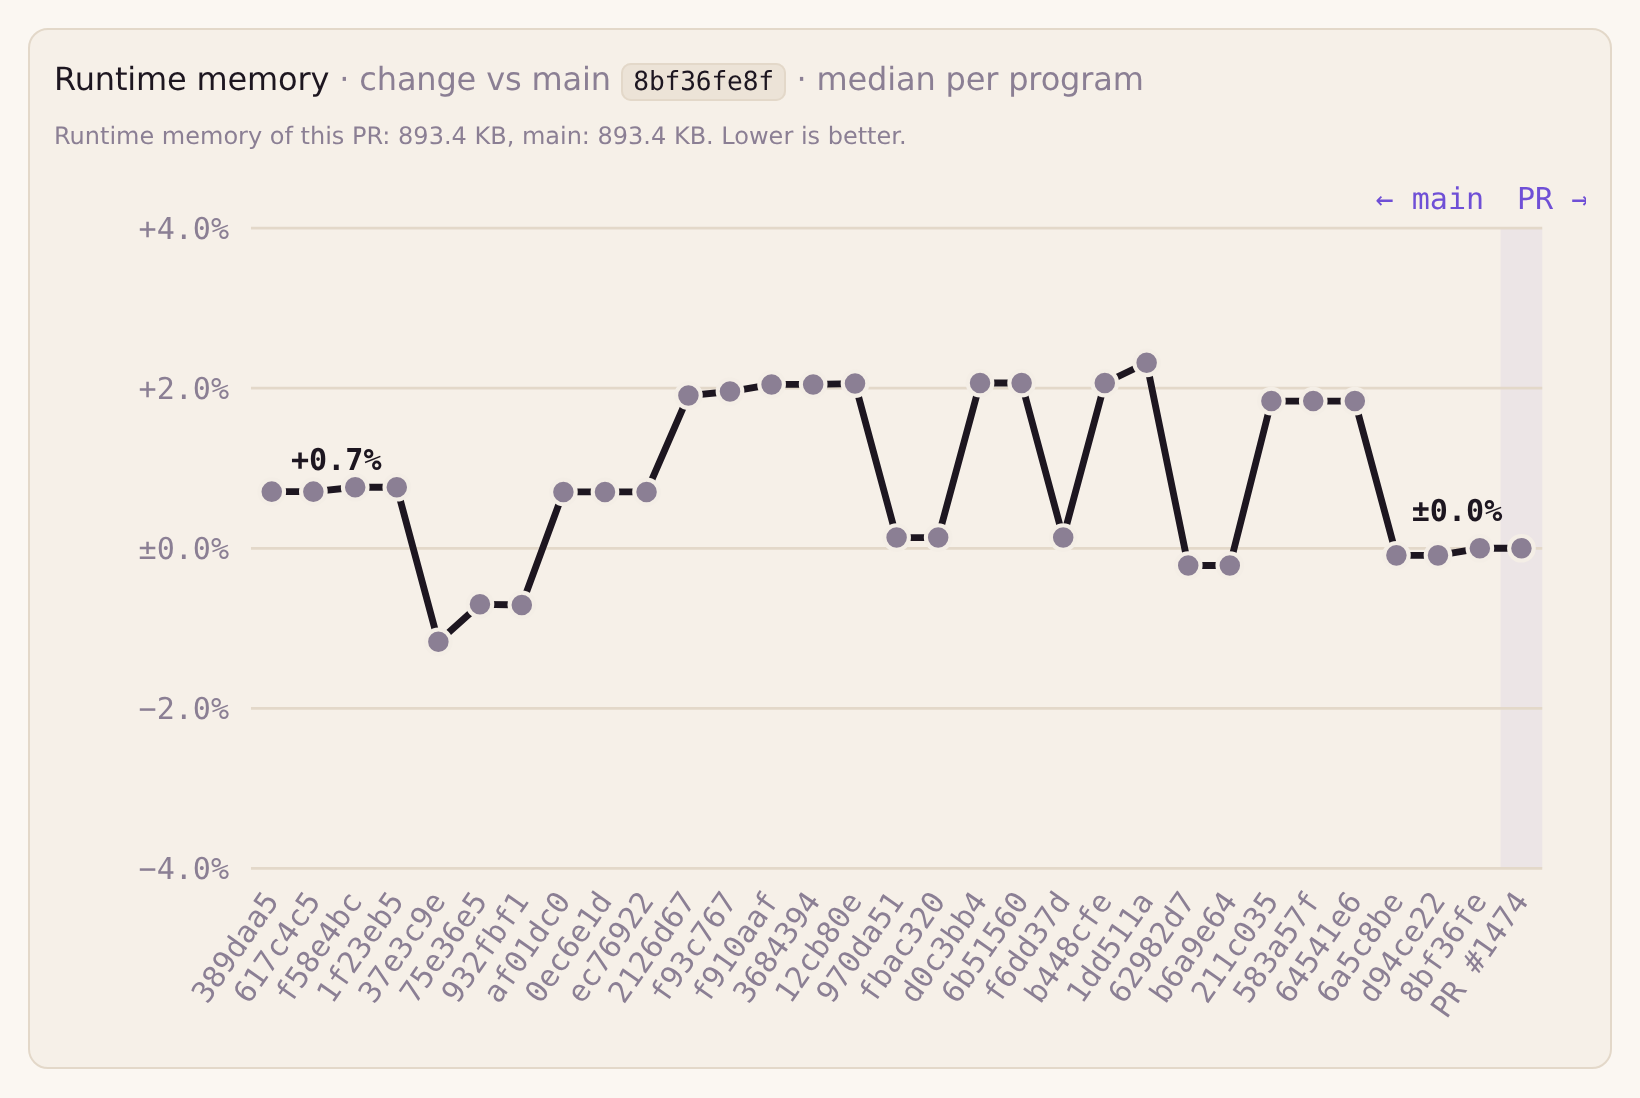 Runtime memory · change vs main 8bf36fe8f · median per program
Runtime memory of this PR: 893.4 KB, main: 893.4 KB. Lower is better.
← main PR →
+4.0%
+2.0%
+0.7%
±0.0%
±0.0%
−2.0%
−4.0%
389daa5
617c4c5
f58e4bc
1f23eb5
37e3c9e
75e36e5
932fbf1
af01dc0
0ec6e1d
ec76922
2126d67
f93c767
f910aaf
3684394
12cb80e
970da51
fbac320
d0c3bb4
6b51560
f6dd37d
b448cfe
1dd511a
62982d7
b6a9e64
211c035
583a57f
64541e6
6a5c8be
d94ce22
8bf36fe
PR #1474